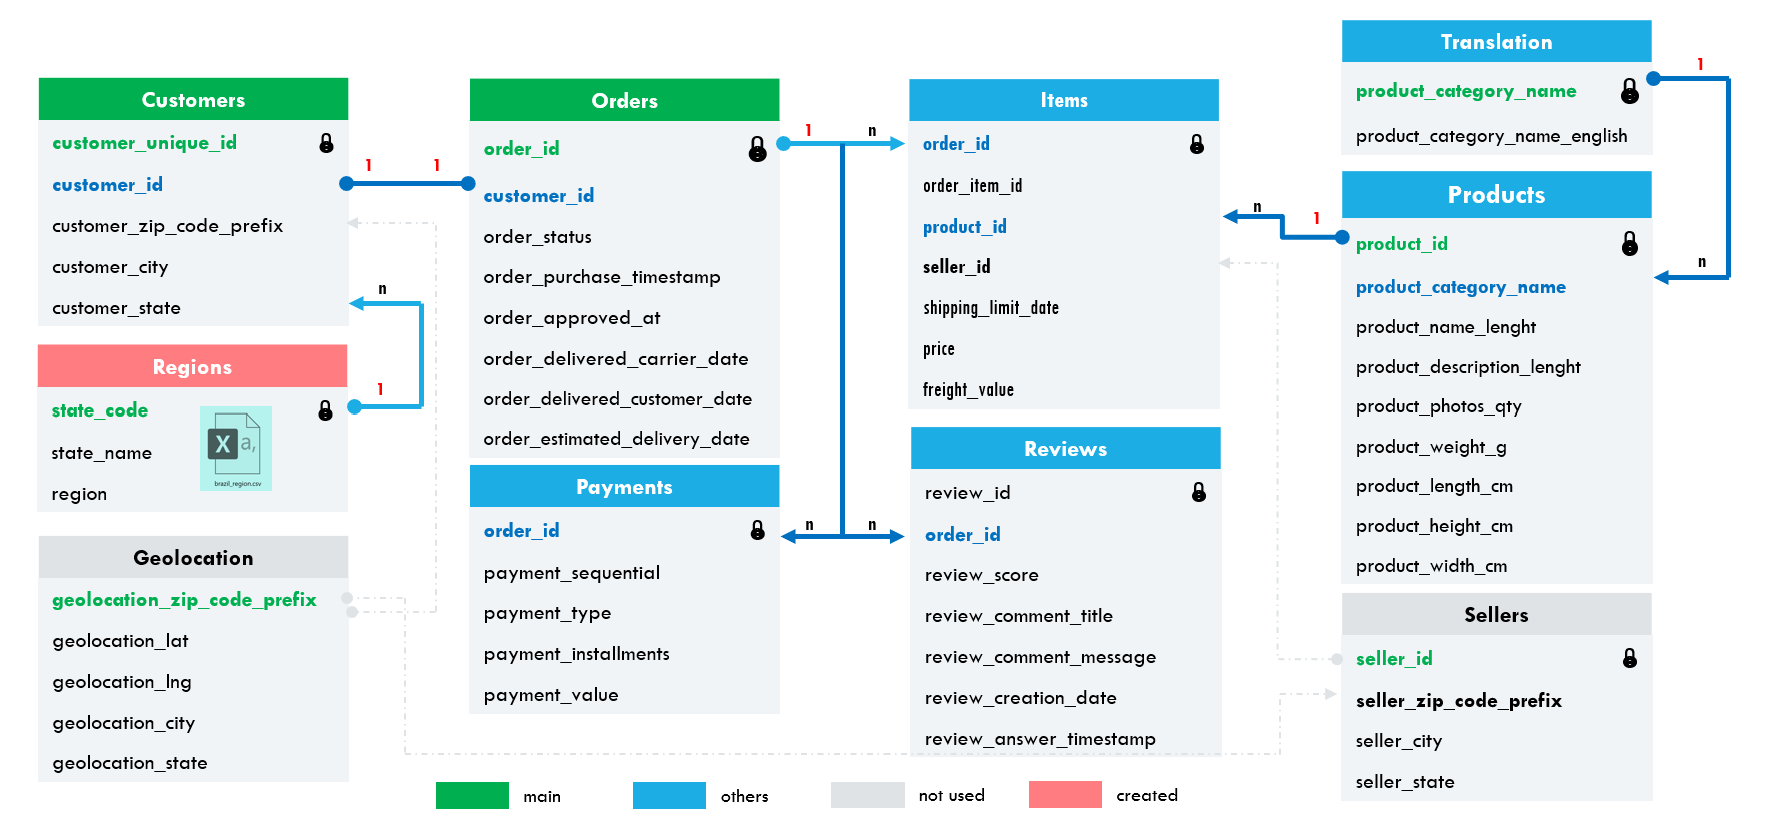 Customers
customer_unique_id
customer_id
customer_zip_code_prefix
customer_city
customer_state
Regions
state_code
state_name
region
X a,
brazil_region.csv
Geolocation
geolocation_zip_code_prefix
geolocation_lat
geolocation_lng
geolocation_city
geolocation_state
1 1
n
1
Orders
order_id
customer_id
order_status
order_purchase_timestamp
order_approved_at
order_delivered_carrier_date
order_delivered_customer_date
order_estimated_delivery_date
Payments
order_id
payment_sequential
payment_type
payment_installments
payment_value
1 n
n n
Items
order_id
order_item_id
product_id
seller_id
shipping_limit_date
price
freight_value
Reviews
review_id
order_id
review_score
review_comment_title
review_comment_message
review_creation_date
review_answer_timestamp
n 1
Translation
product_category_name
product_category_name_english
1
n
Products
product_id
product_category_name
product_name_lenght
product_description_lenght
product_photos_qty
product_weight_g
product_length_cm
product_height_cm
product_width_cm
Sellers
seller_id
seller_zip_code_prefix
seller_city
seller_state
main others not used created